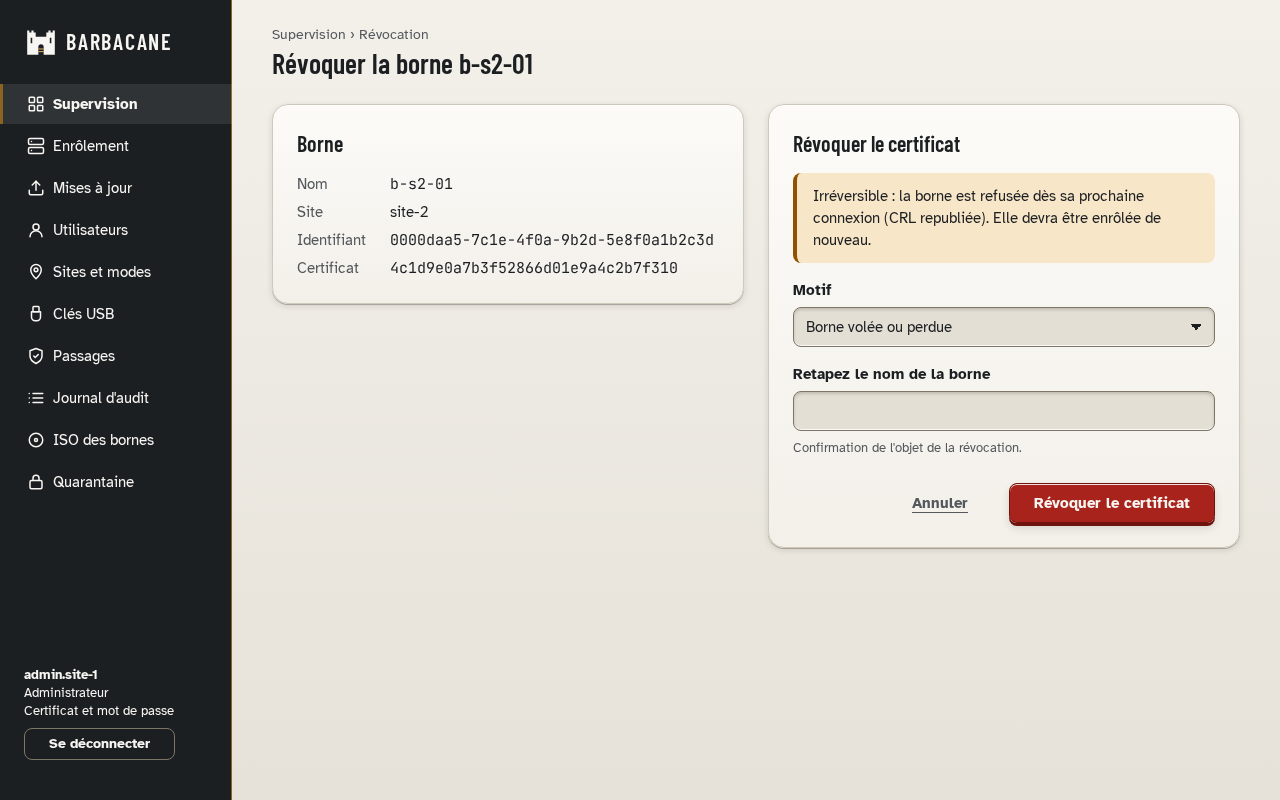 BARBACANE
Supervision
Enrôlement
Mises à jour
Utilisateurs
Sites et modes
Clés USB
Passages
Journal d'audit
ISO des bornes
Quarantaine
admin.site-1
Administrateur
Certificat et mot de passe
Se déconnecter
Supervision › Révocation
Révoquer la borne b-s2-01
Borne
Nom b-s2-01
Site site-2
Identifiant 0000daa5-7c1e-4f0a-9b2d-5e8f0a1b2c3d
Certificat 4c1d9e0a7b3f52866d01e9a4c2b7f310
Révoquer le certificat
Irréversible : la borne est refusée dès sa prochaine
connexion (CRL republiée). Elle devra être enrôlée de
nouveau.
Motif
Borne volée ou perdue
Retapez le nom de la borne
Confirmation de l'objet de la révocation.
Annuler
Révoquer le certificat